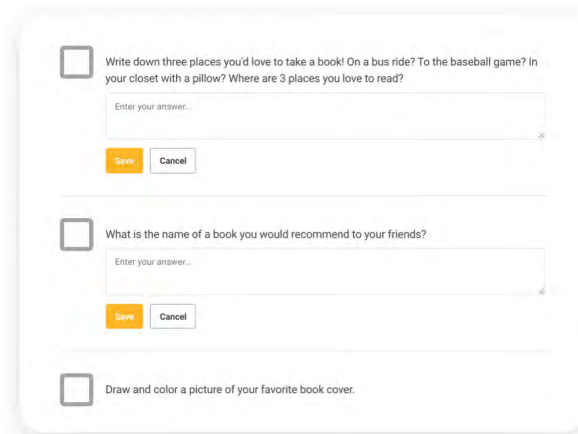 Write down three places you'd love to take a book! On a bus ride? To the baseball game? In
your closet with a pillow? Where are 3 places you love to read?
Enter your answer...
Save Cancel
What is the name of a book you would recommend to your friends?
Enter your answer...
Save Cancel
Draw and color a picture of your favorite book cover.